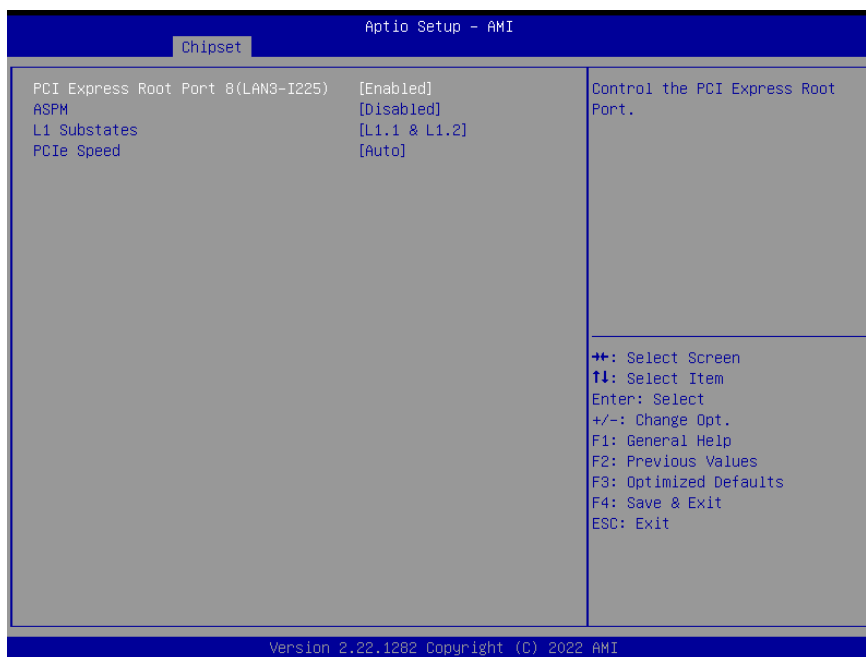 Aptio Setup – AMI
Chipset
PCI Express Root Port 8(LAN3-I225) [Enabled]
ASPM [Disabled]
L1 Substates [L1.1 & L1.2]
PCIe Speed [Auto]
Control the PCI Express Root
Port.
→←: Select Screen
↑↓: Select Item
Enter: Select
+/-: Change Opt.
F1: General Help
F2: Previous Values
F3: Optimized Defaults
F4: Save & Exit
ESC: Exit
Version 2.22.1282 Copyright (C) 2022 AMI